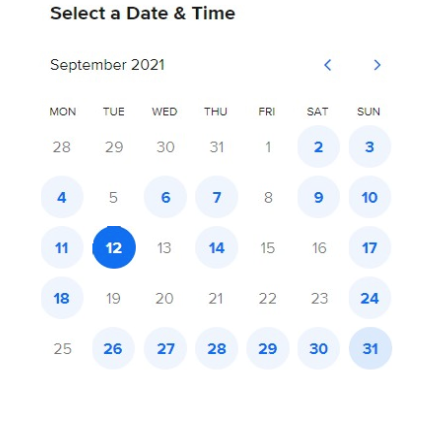 Select a Date & Time
September 2021
MON TUE WED THU FRI SAT SUN
28 29 30 31 1 2 3
4 5 6 7 8 9 10
11 12 13 14 15 16 17
18 19 20 21 22 23 24
25 26 27 28 29 30 31